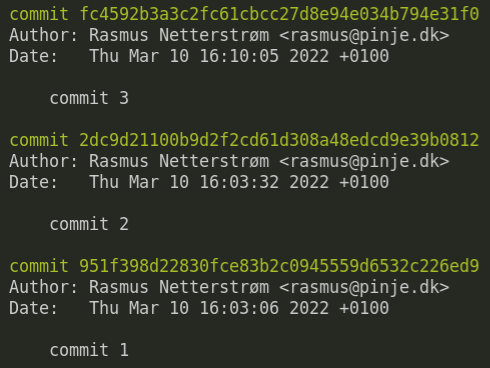 commit fc4592b3a3c2fc61cbcc27d8e94e034b794e31f0
Author: Rasmus Netterstrøm <rasmus@pinje.dk>
Date:   Thu Mar 10 16:10:05 2022 +0100
    commit 3
commit 2dc9d21100b9d2f2cd61d308a48edcd9e39b0812
Author: Rasmus Netterstrøm <rasmus@pinje.dk>
Date:   Thu Mar 10 16:03:32 2022 +0100
    commit 2
commit 951f398d22830fce83b2c0945559d6532c226ed9
Author: Rasmus Netterstrøm <rasmus@pinje.dk>
Date:   Thu Mar 10 16:03:06 2022 +0100
    commit 1